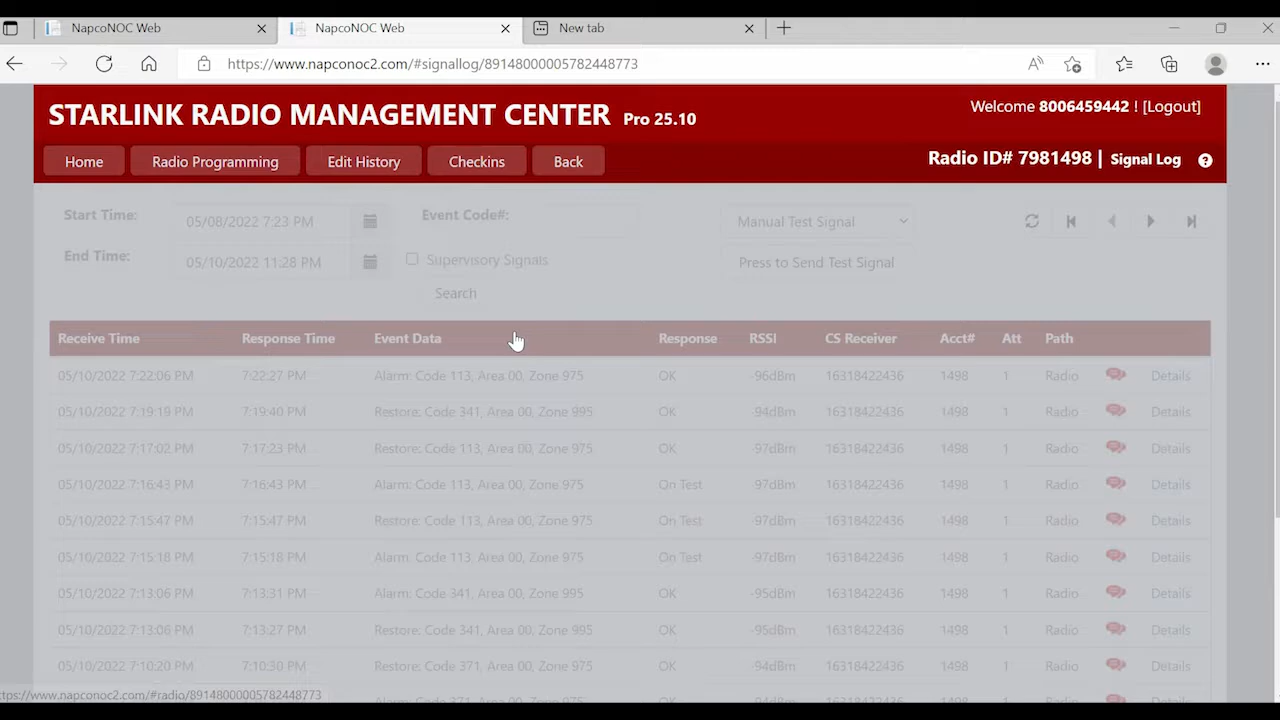 NapcoNOC Web
NapcoNOC Web
New tab
https://www.napconoc2.com/#signallog/89148000005782448773
STARLINK RADIO MANAGEMENT CENTER Pro 25.10
Welcome 8006459442 ! [Logout]
Home Radio Programming Edit History Checkins Back
Radio ID# 7981498 | Signal Log
Start Time: 05/08/2022 7:23 PM Event Code#: Manual Test Signal
End Time: 05/10/2022 11:28 PM Supervisory Signals Press to Send Test Signal
Search
Receive Time Response Time Event Data Response RSSI CS Receiver Acct# Att Path
05/10/2022 7:22:06 PM 7:22:27 PM Alarm: Code 113, Area 00, Zone 975 OK -96dBm 16318422436 1498 1 Radio Details
05/10/2022 7:19:19 PM 7:19:40 PM Restore: Code 341, Area 00, Zone 995 OK -94dBm 16318422436 1498 1 Radio Details
05/10/2022 7:17:02 PM 7:17:23 PM Restore: Code 113, Area 00, Zone 975 OK -97dBm 16318422436 1498 1 Radio Details
05/10/2022 7:16:43 PM 7:16:43 PM Alarm: Code 113, Area 00, Zone 975 On Test -97dBm 16318422436 1498 1 Radio Details
05/10/2022 7:15:47 PM 7:15:47 PM Restore: Code 113, Area 00, Zone 975 On Test -97dBm 16318422436 1498 1 Radio Details
05/10/2022 7:15:18 PM 7:15:18 PM Alarm: Code 113, Area 00, Zone 975 On Test -97dBm 16318422436 1498 1 Radio Details
05/10/2022 7:13:06 PM 7:13:31 PM Alarm: Code 341, Area 00, Zone 995 OK -95dBm 16318422436 1498 1 Radio Details
05/10/2022 7:13:06 PM 7:13:27 PM Restore: Code 341, Area 00, Zone 995 OK -95dBm 16318422436 1498 1 Radio Details
05/10/2022 7:10:20 PM 7:10:30 PM Restore: Code 371, Area 00, Zone 995 OK -94dBm 16318422436 1498 1 Radio Details
ttps://www.napconoc2.com/#radio/89148000005782448773